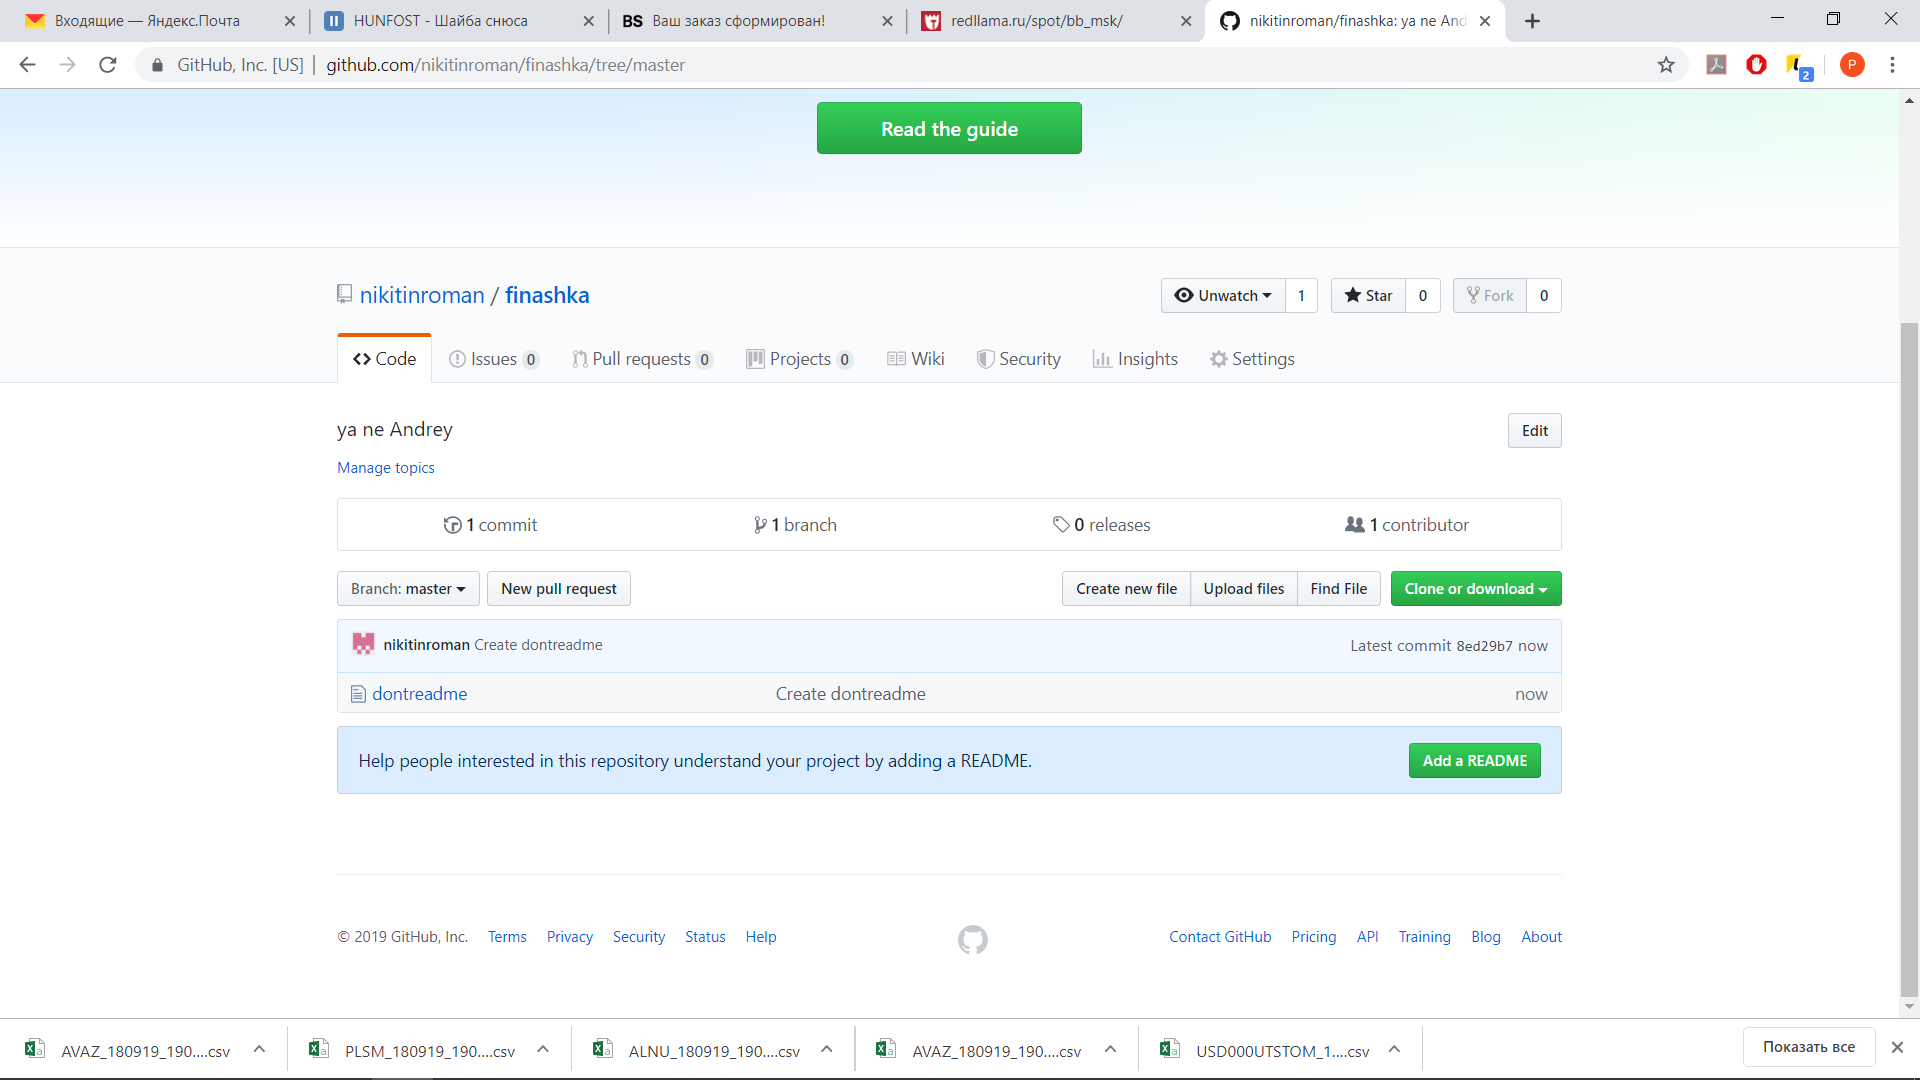 Входящие — Яндекс.Почта
HUNFOST - Шайба снюса
BS Ваш заказ сформирован!
redllama.ru/spot/bb_msk/
nikitinroman/finashka: ya ne And
GitHub, Inc. [US] | github.com/nikitinroman/finashka/tree/master
2
P
Read the guide
nikitinroman / finashka
Unwatch 1
Star 0
Fork 0
Code
Issues 0
Pull requests 0
Projects 0
Wiki
Security
Insights
Settings
ya ne Andrey
Edit
Manage topics
1 commit
1 branch
0 releases
1 contributor
Branch: master
New pull request
Create new file
Upload files
Find File
Clone or download
nikitinroman Create dontreadme
Latest commit 8ed29b7 now
dontreadme
Create dontreadme
now
Help people interested in this repository understand your project by adding a README.
Add a README
© 2019 GitHub, Inc.
Terms
Privacy
Security
Status
Help
Contact GitHub
Pricing
API
Training
Blog
About
AVAZ_180919_190....csv
PLSM_180919_190....csv
ALNU_180919_190....csv
AVAZ_180919_190....csv
USD000UTSTOM_1....csv
Показать все